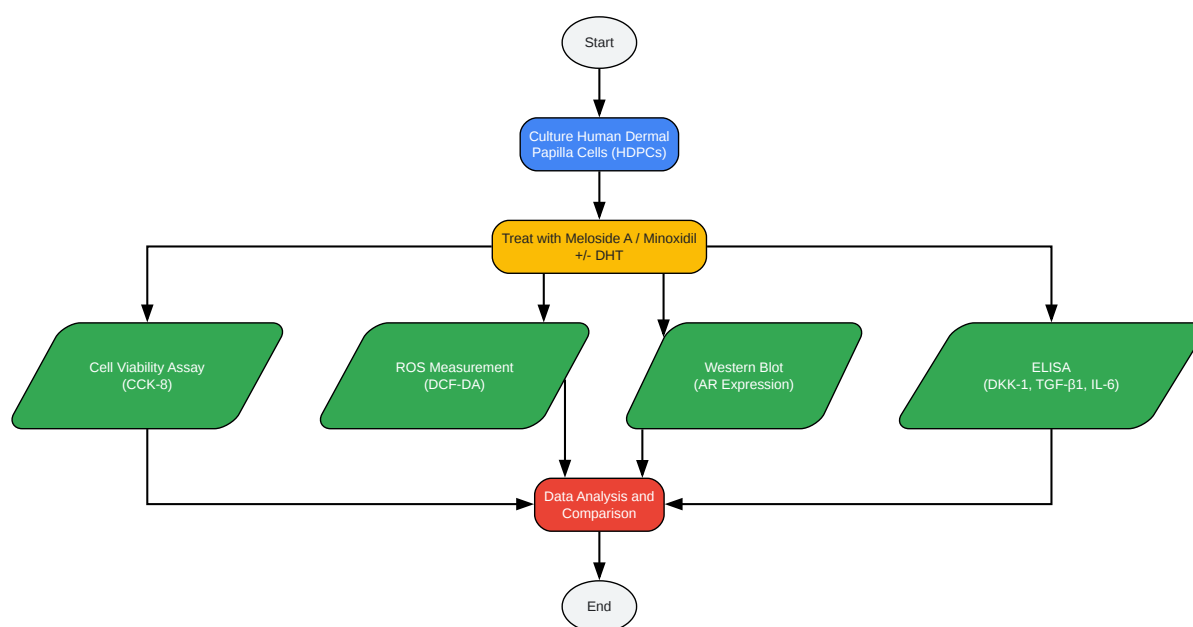 Start
Culture Human Dermal
Papilla Cells (HDPCs)
Treat with Meloside A / Minoxidil
+/- DHT
Cell Viability Assay
(CCK-8)
ROS Measurement
(DCF-DA)
Western Blot
(AR Expression)
ELISA
(DKK-1, TGF-β1, IL-6)
Data Analysis and
Comparison
End